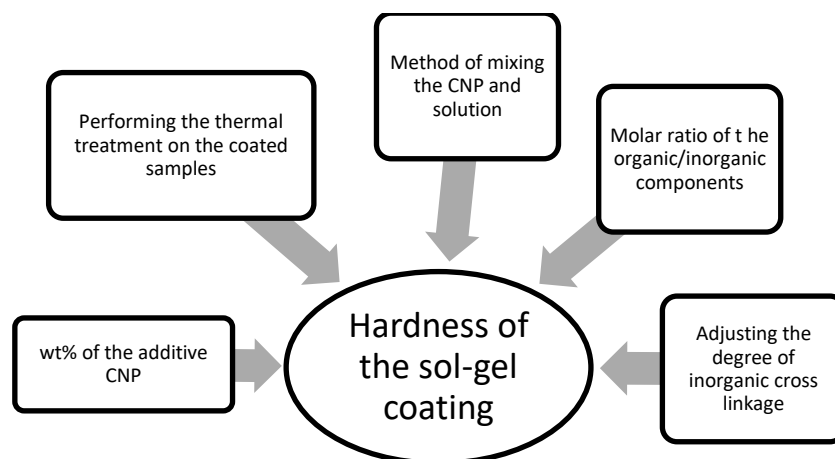 Method of mixing
the CNP and
solution
Performing the thermal
treatment on the coated
samples
Molar ratio of t he
organic/inorganic
components
wt% of the additive
CNP
Hardness of
the sol-gel
coating
Adjusting the
degree of
inorganic cross
linkage